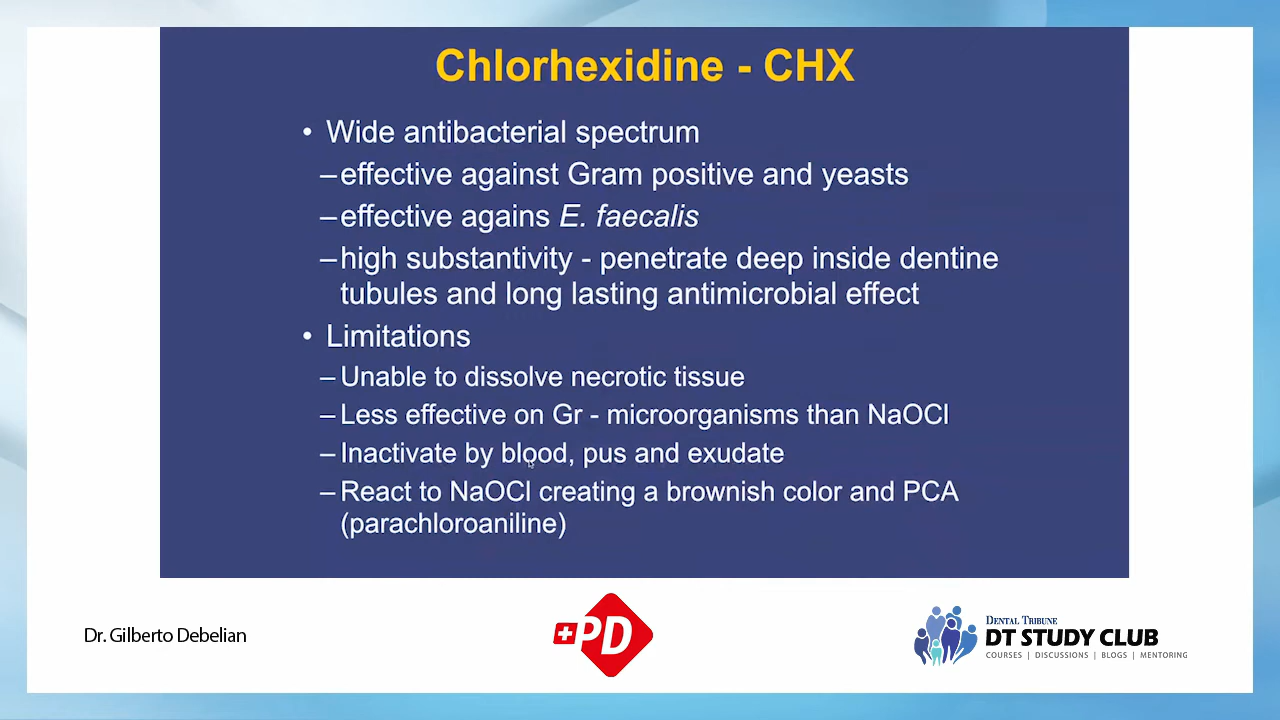 Chlorhexidine - CHX
• Wide antibacterial spectrum
–effective against Gram positive and yeasts
–effective agains E. faecalis
–high substantivity - penetrate deep inside dentine
tubules and long lasting antimicrobial effect
• Limitations
–Unable to dissolve necrotic tissue
–Less effective on Gr - microorganisms than NaOCl
–Inactivate by blood, pus and exudate
–React to NaOCl creating a brownish color and PCA
(parachloroaniline)
Dr. Gilberto Debelian
+PD
DENTAL TRIBUNE
DT STUDY CLUB
COURSES | DISCUSSIONS | BLOGS | MENTORING